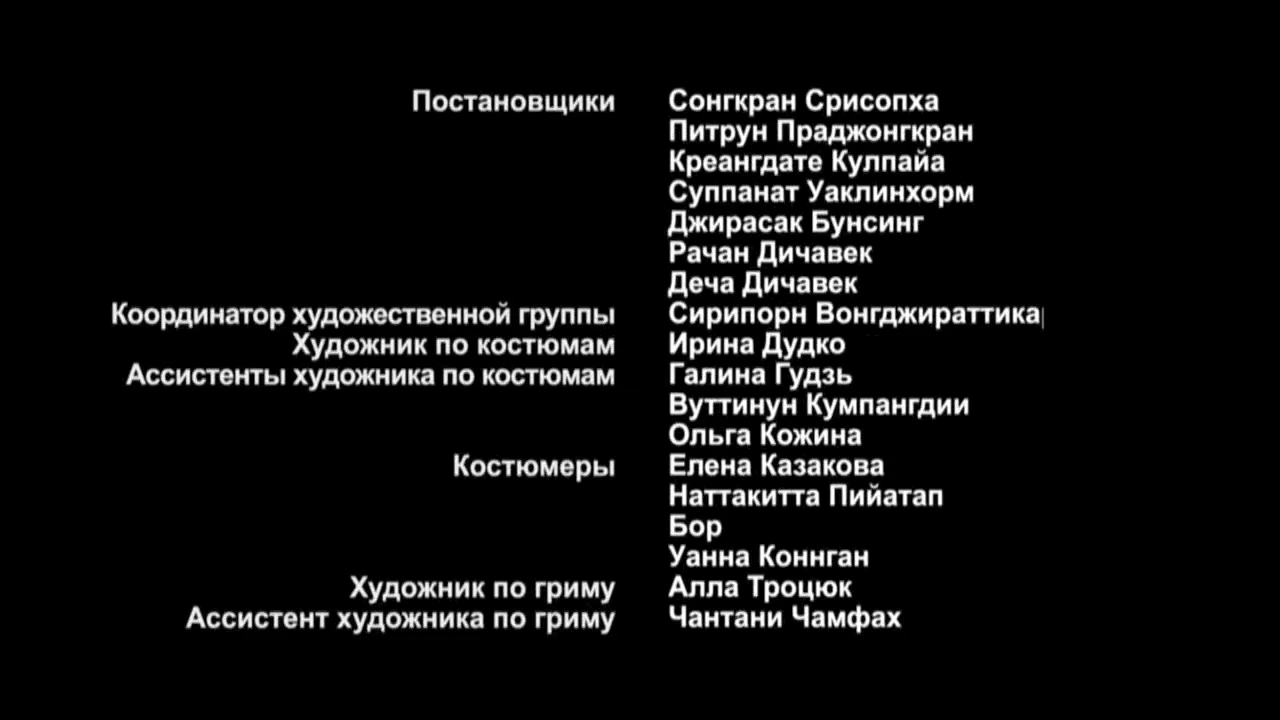 Постановщики Сонгкран Срисопха
Питрун Праджонгкран
Креангдате Кулпайа
Суппанат Уаклинхорм
Джирасак Бунсинг
Рачан Дичавек
Деча Дичавек
Координатор художественной группы Сирипорн Вонгджираттика
Художник по костюмам Ирина Дудко
Ассистенты художника по костюмам Галина Гудзь
Вуттинун Кумпангдии
Ольга Кожина
Костюмеры Елена Казакова
Наттакитта Пийатап
Бор
Уанна Коннган
Художник по гриму Алла Троцюк
Ассистент художника по гриму Чантани Чамфах